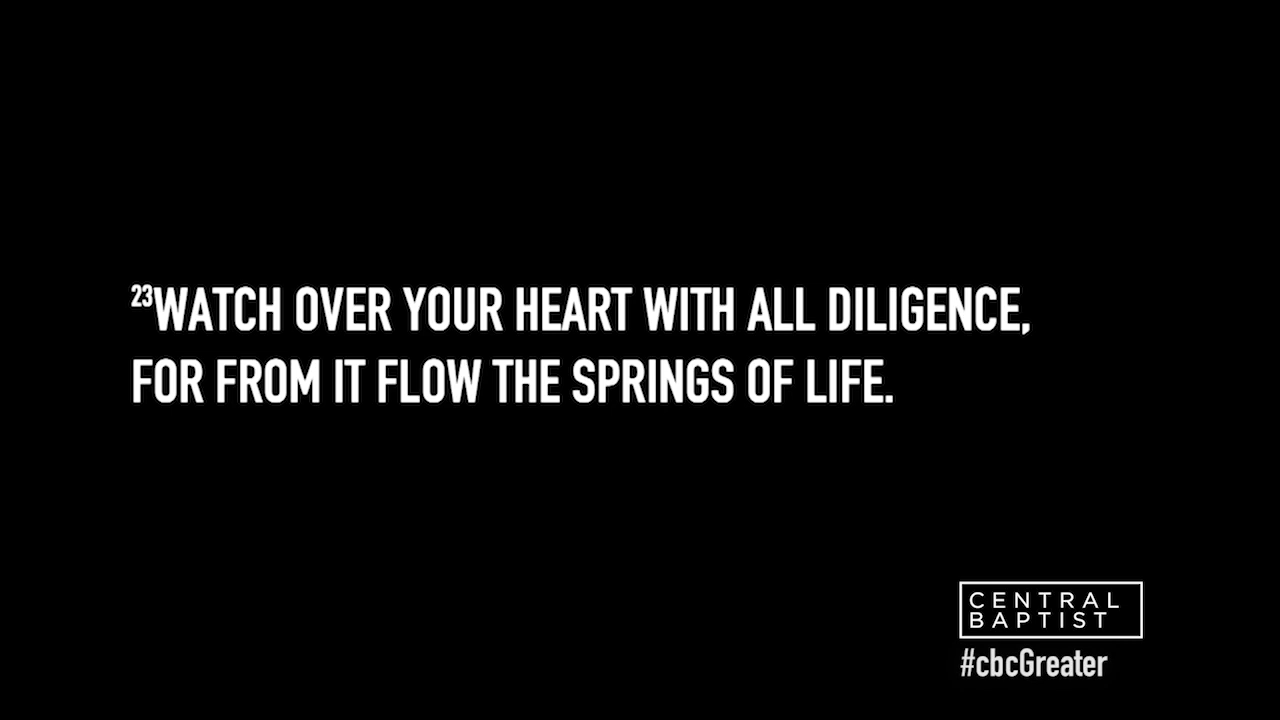 23WATCH OVER YOUR HEART WITH ALL DILIGENCE,
FOR FROM IT FLOW THE SPRINGS OF LIFE.
CENTRAL
BAPTIST
#cbcGreater